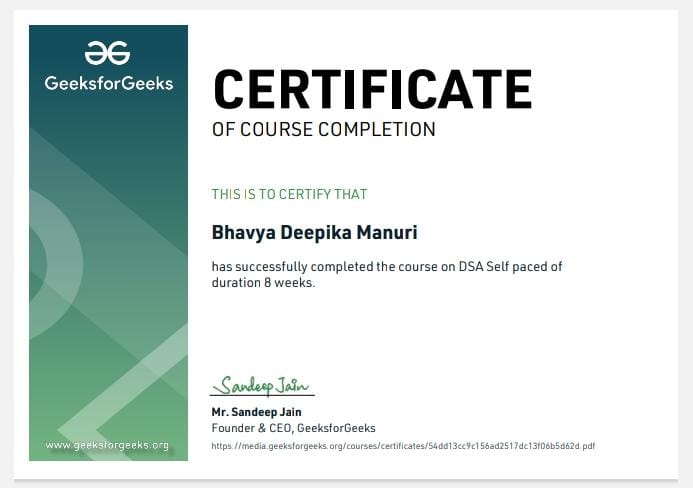 GeeksforGeeks
CERTIFICATE
OF COURSE COMPLETION
THIS IS TO CERTIFY THAT
Bhavya Deepika Manuri
has successfully completed the course on DSA Self paced of
duration 8 weeks.
Sandeep Jain
Mr. Sandeep Jain
Founder & CEO, GeeksforGeeks
https://media.geeksforgeeks.org/courses/certificates/54dd13cc9c156ad2517dc13f06b5d62d.pdf
www.geeksforgeeks.org